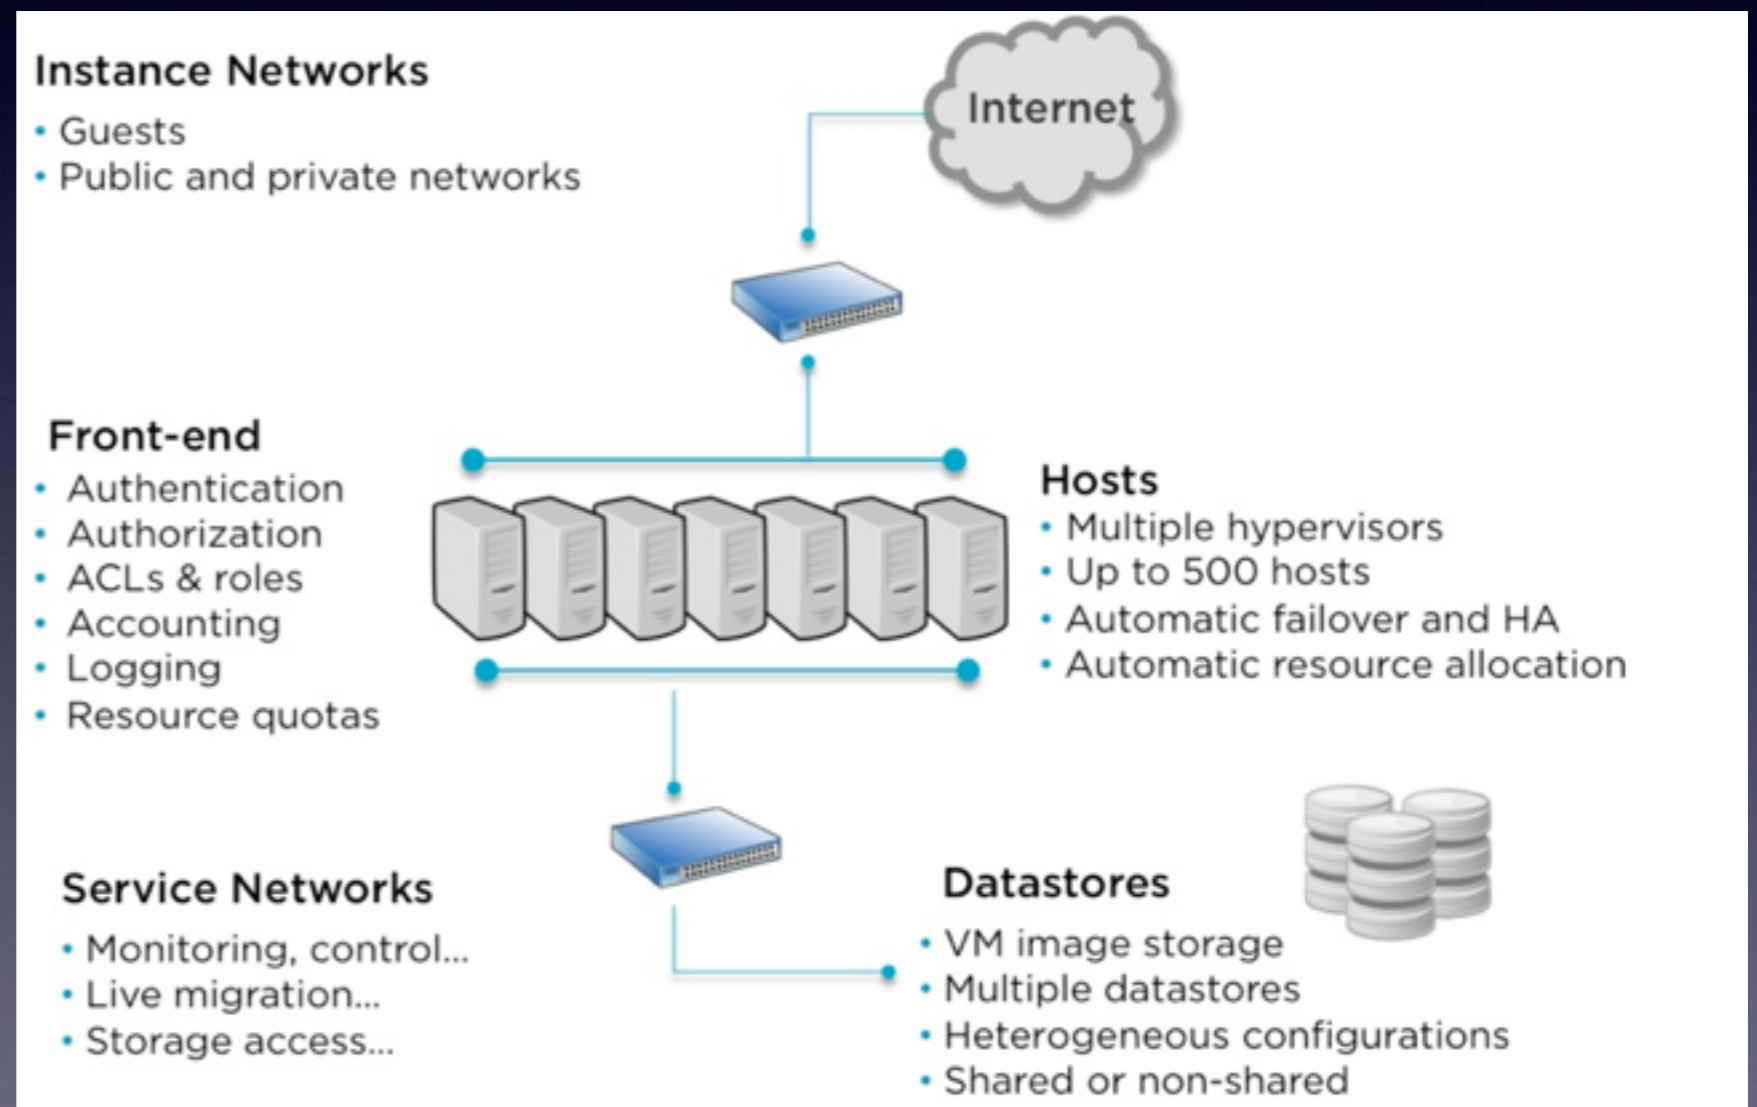 Instance Networks
• Guests
• Public and private networks
Internet
Front-end
• Authentication
• Authorization
• ACLs & roles
• Accounting
• Logging
• Resource quotas
Hosts
• Multiple hypervisors
• Up to 500 hosts
• Automatic failover and HA
• Automatic resource allocation
Service Networks
• Monitoring, control...
• Live migration...
• Storage access...
Datastores
• VM image storage
• Multiple datastores
• Heterogeneous configurations
• Shared or non-shared